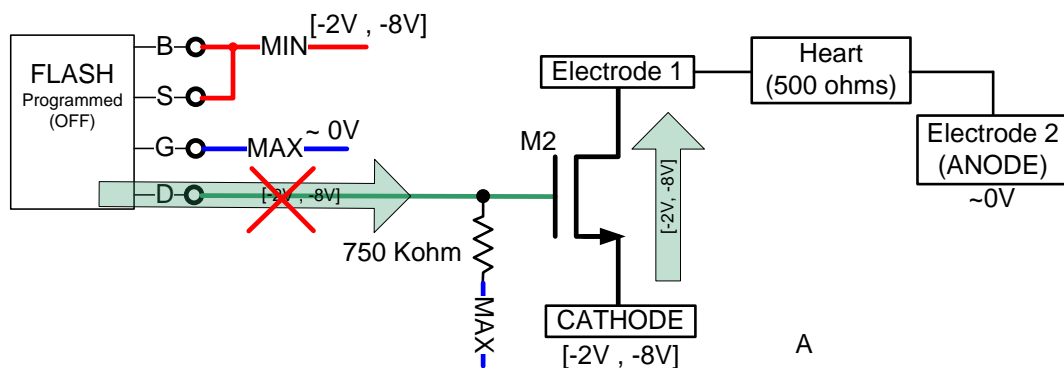 B
MIN
[-2V , -8V]
FLASH
Programmed
(OFF)
S
G
MAX
~ 0V
D
[-2V , -8V]
750 Kohm
MAX
M2
Electrode 1
[-2V, -8V]
CATHODE
[-2V , -8V]
Heart
(500 ohms)
Electrode 2
(ANODE)
~0V
A